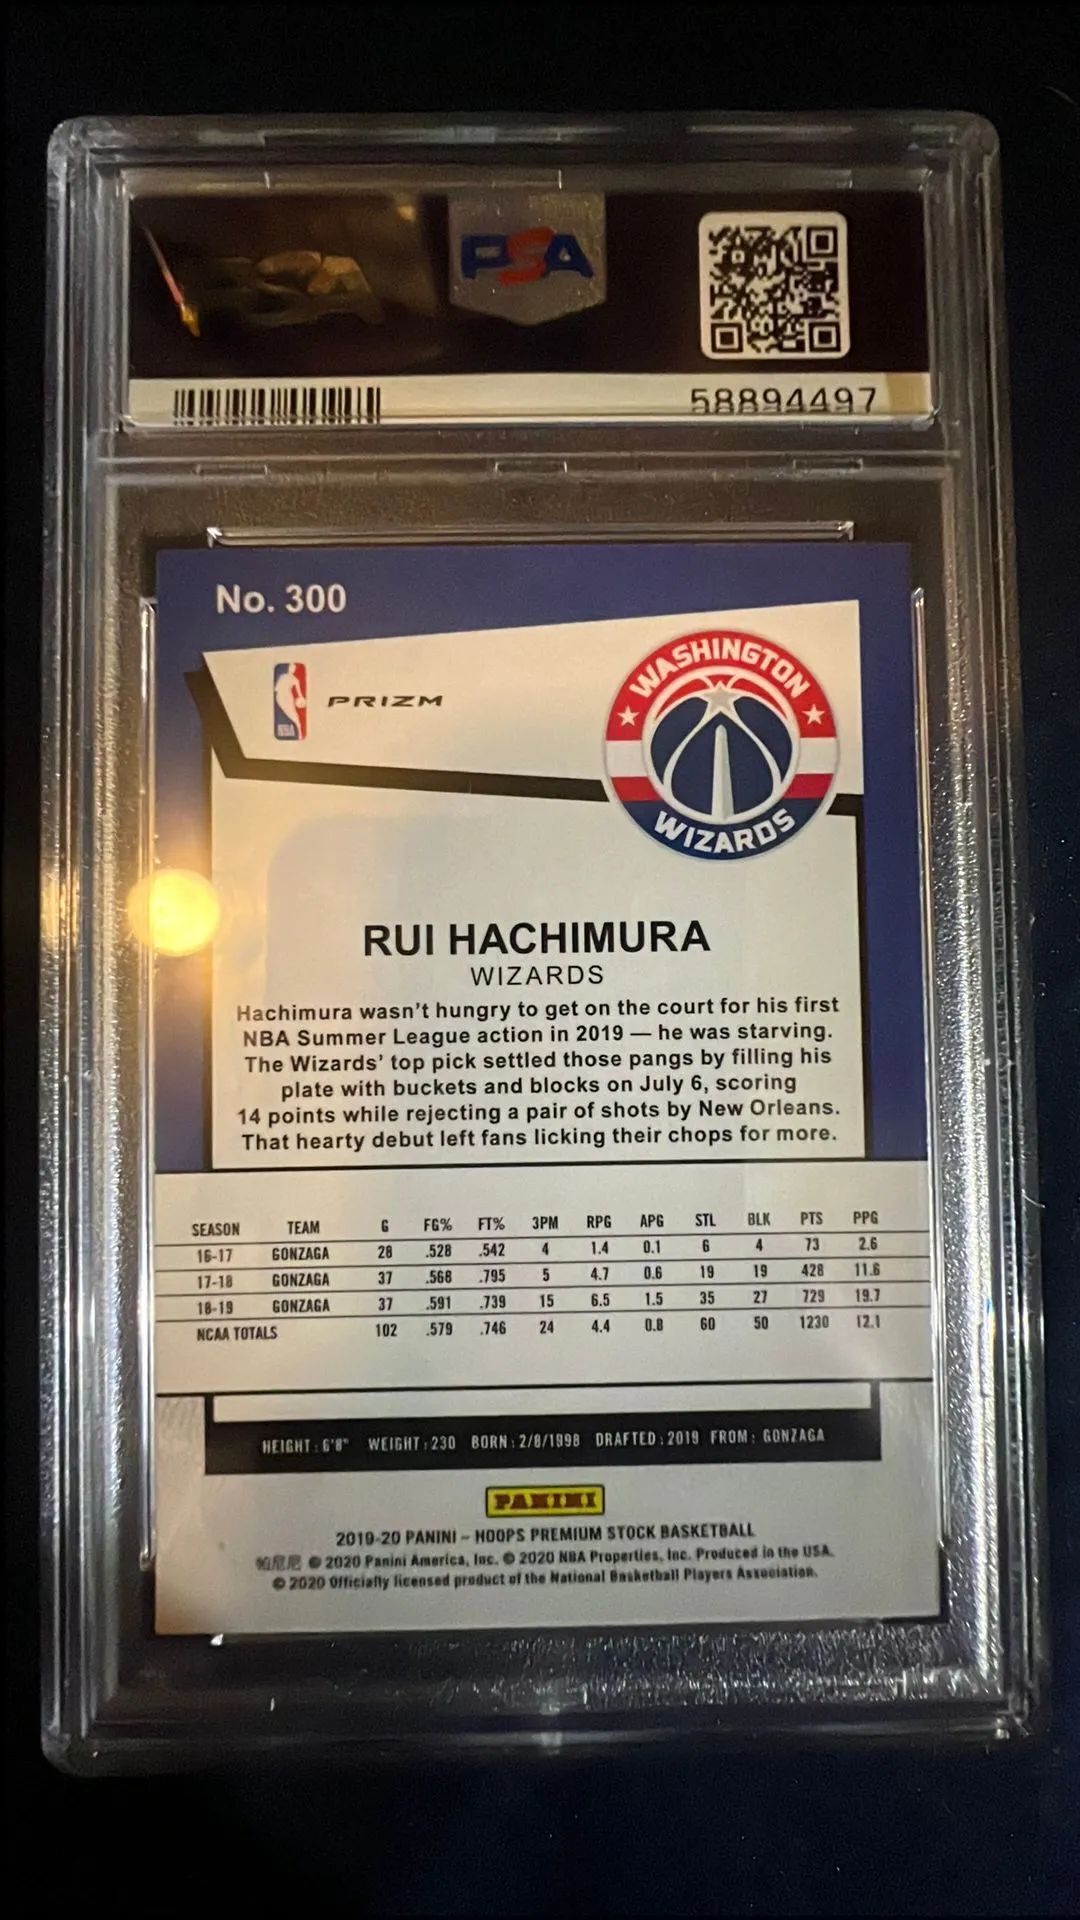 PSA
58894497
No. 300
NBA
PRIZM
WASHINGTON
WIZARDS
RUI HACHIMURA
WIZARDS
Hachimura wasn't hungry to get on the court for his first
NBA Summer League action in 2019 — he was starving.
The Wizards' top pick settled those pangs by filling his
plate with buckets and blocks on July 6, scoring
14 points while rejecting a pair of shots by New Orleans.
That hearty debut left fans licking their chops for more.
SEASON TEAM G FG% FT% 3PM RPG APG STL BLK PTS PPG
16-17 GONZAGA 28 .528 .542 4 1.4 0.1 6 4 73 2.6
17-18 GONZAGA 37 .568 .795 5 4.7 0.6 19 19 428 11.6
18-19 GONZAGA 37 .591 .739 15 6.5 1.5 35 27 729 19.7
NCAA TOTALS 102 .579 .746 24 4.4 0.8 60 50 1230 12.1
HEIGHT: 6'8" WEIGHT: 230 BORN: 2/8/1998 DRAFTED: 2019 FROM: GONZAGA
PANINI
2019-20 PANINI – HOOPS PREMIUM STOCK BASKETBALL
帕尼尼 © 2020 Panini America, Inc. © 2020 NBA Properties, Inc. Produced in the USA.
© 2020 Officially licensed product of the National Basketball Players Association.